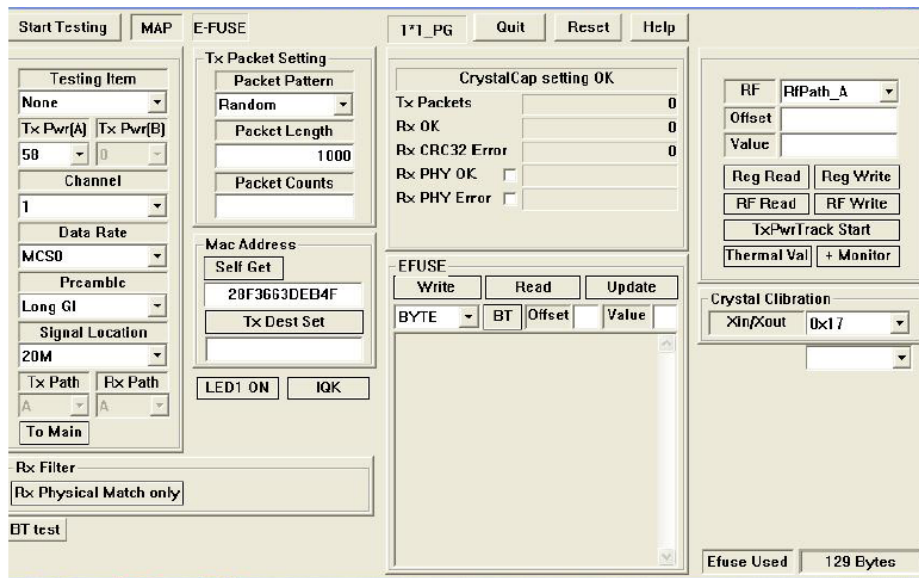 Start Testing MAP E-FUSE 1*1_PG Quit Reset Help
Testing Item
None
Tx Pwr(A) Tx Pwr(B)
58 0
Channel
1
Data Rate
MCS0
Preamble
Long GI
Signal Location
20M
Tx Path Rx Path
A A
To Main
Rx Filter
Rx Physical Match only
BT test
Tx Packet Setting
Packet Pattern
Random
Packet Length
1000
Packet Counts
Mac Address
Self Get
28F3663DEB4F
Tx Dest Set
LED1 ON IQK
CrystalCap setting OK
Tx Packets 0
Rx OK 0
Rx CRC32 Error 0
Rx PHY OK
Rx PHY Error
EFUSE
Write Read Update
BYTE BT Offset Value
RF RfPath_A
Offset
Value
Reg Read Reg Write
RF Read RF Write
TxPwrTrack Start
Thermal Val + Monitor
Crystal Clibration
Xin/Xout 0x17
Efuse Used 129 Bytes